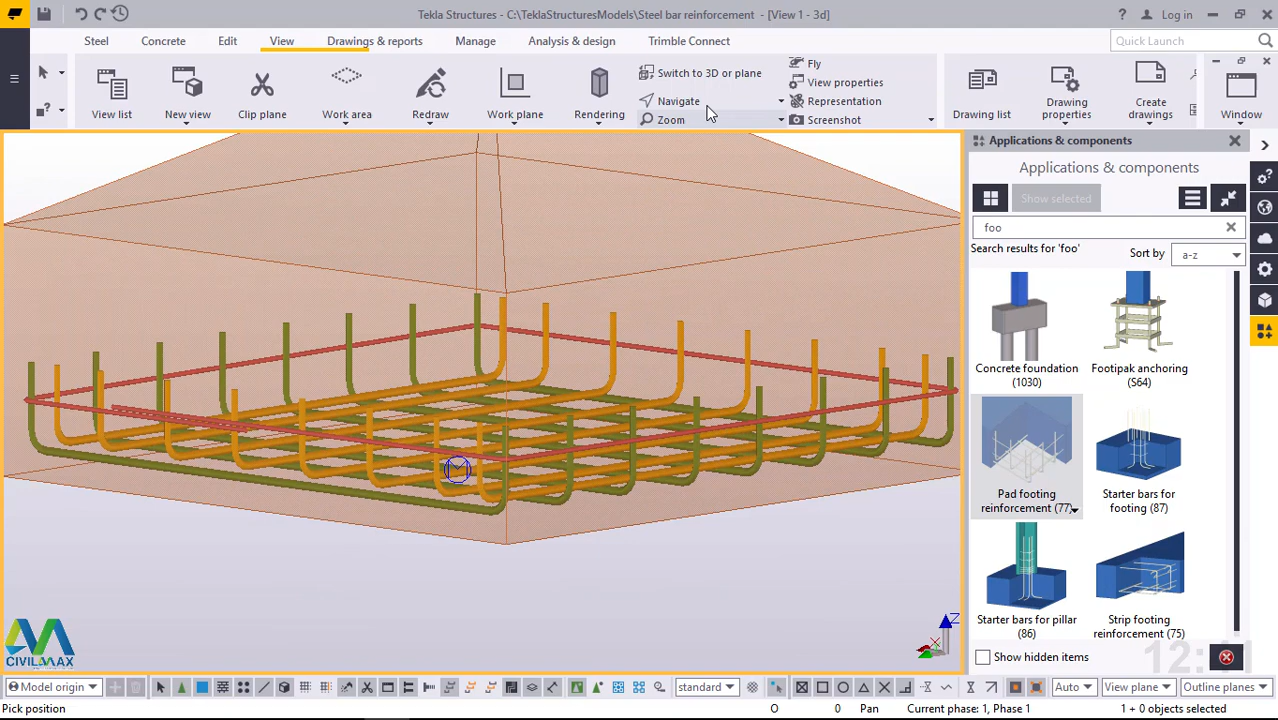 Tekla Structures - C:\TeklaStructuresModels\Steel bar reinforcement - [View 1 - 3d]
Log in
Steel
Concrete
Edit
View
Drawings & reports
Manage
Analysis & design
Trimble Connect
Quick Launch
View list
New view
Clip plane
Work area
Redraw
Work plane
Rendering
Switch to 3D or plane
Navigate
Zoom
Fly
View properties
Representation
Screenshot
Drawing list
Drawing
properties
Create
drawings
Window
Applications & components
Applications & components
Show selected
foo
Search results for 'foo'
Sort by
a-z
Concrete foundation
(1030)
Footipak anchoring
(S64)
Pad footing
reinforcement (77)
Starter bars for
footing (87)
Starter bars for pillar
(86)
Strip footing
reinforcement (75)
Show hidden items
Z
CIVILMAX
Model origin
standard
Auto
View plane
Outline planes
Pick position
O
0
Pan
Current phase: 1, Phase 1
1 + 0 objects selected